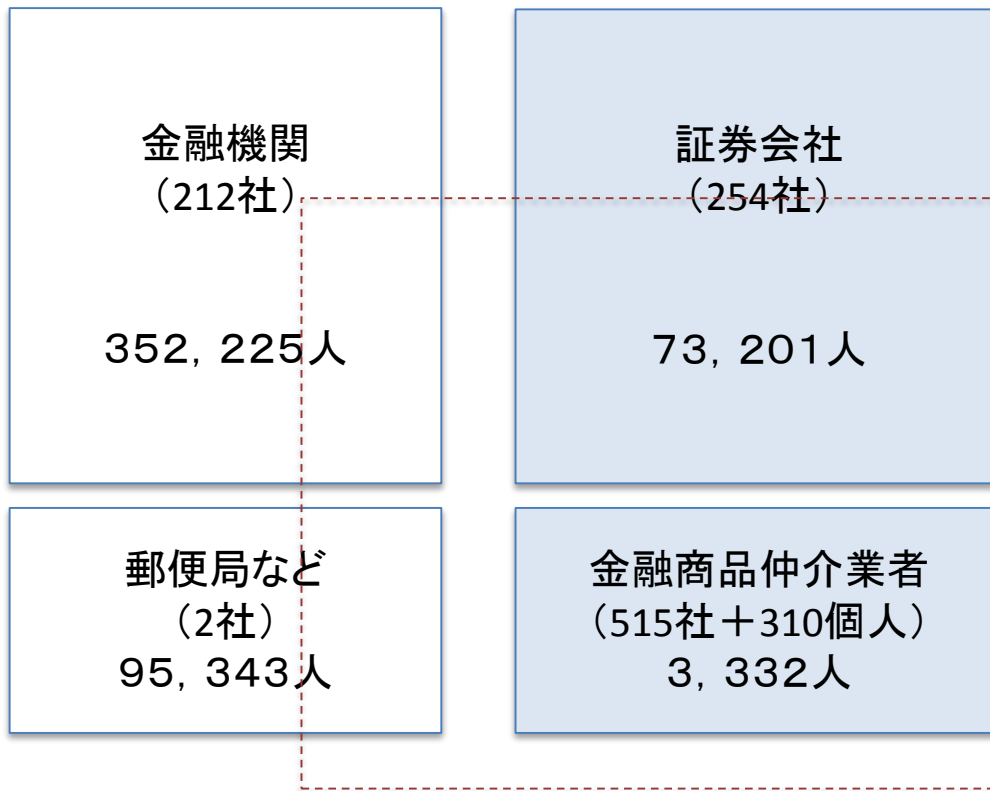 金融機関
（212社）
352，225人
証券会社
（254社）
73，201人
郵便局など
（2社）
95，343人
金融商品仲介業者
（515社＋310個人）
3，332人